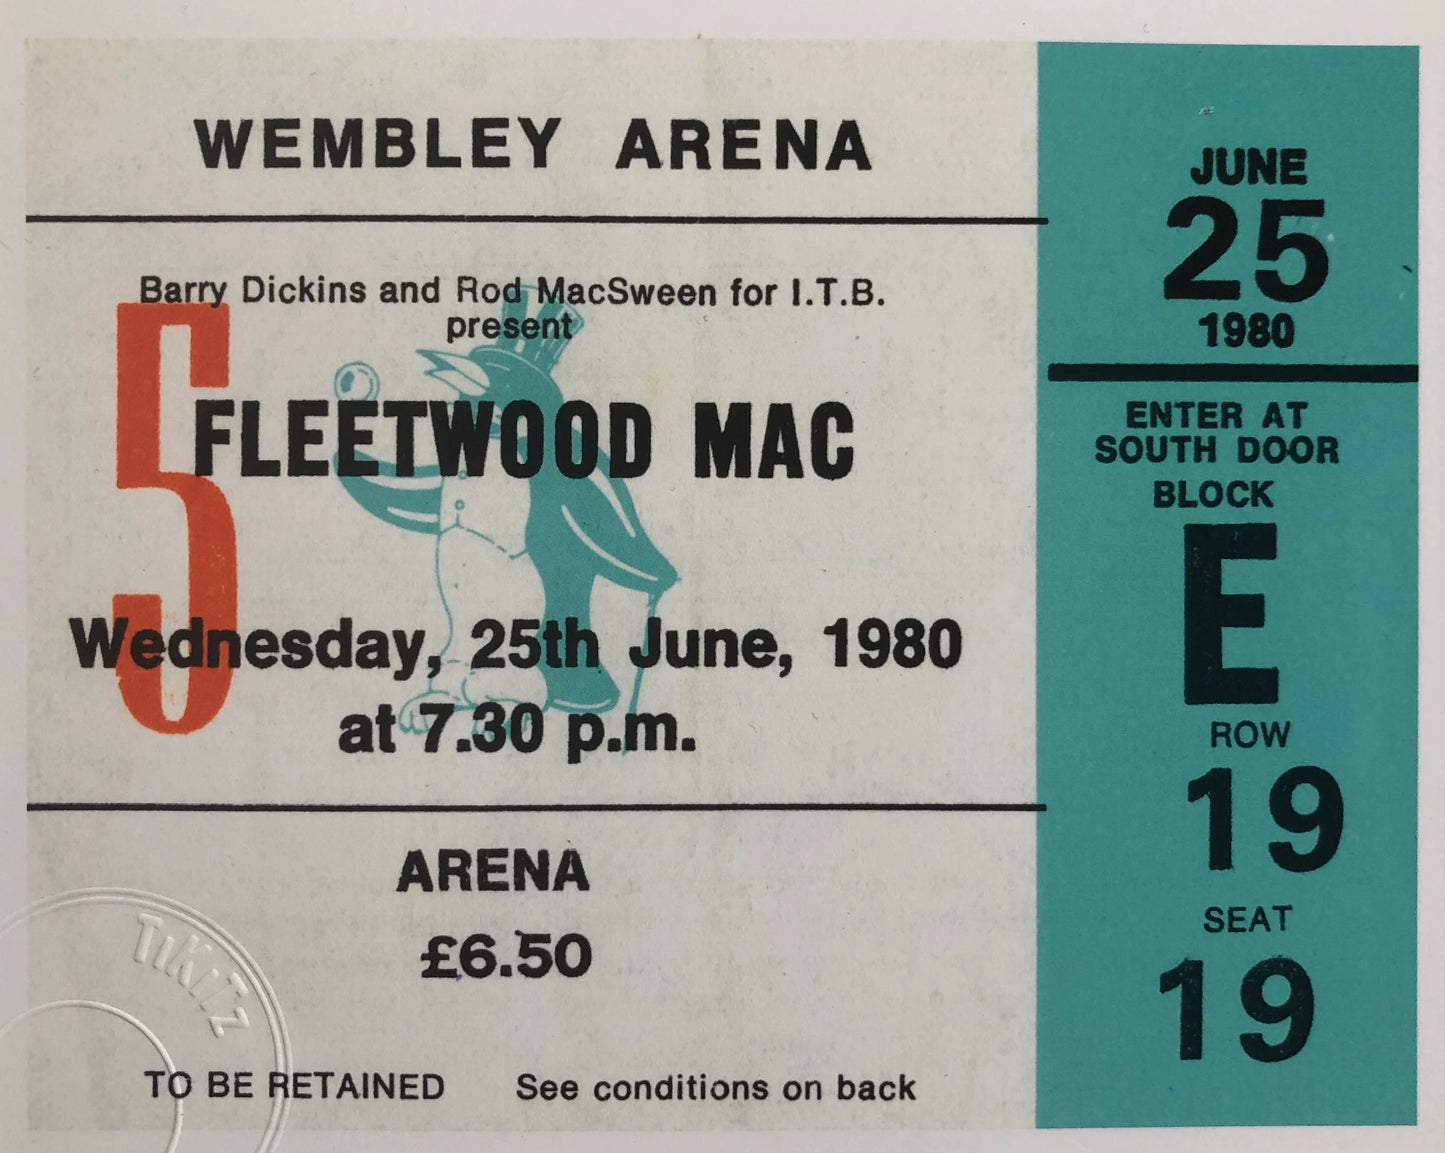 WEMBLEY ARENA
Barry Dickins and Rod MacSween for I.T.B.
present
5
FLEETWOOD MAC
Wednesday, 25th June, 1980
at 7.30 p.m.
ARENA
£6.50
TO BE RETAINED See conditions on back
TiKiZ
JUNE
25
1980
ENTER AT
SOUTH DOOR
BLOCK
E
ROW
19
SEAT
19